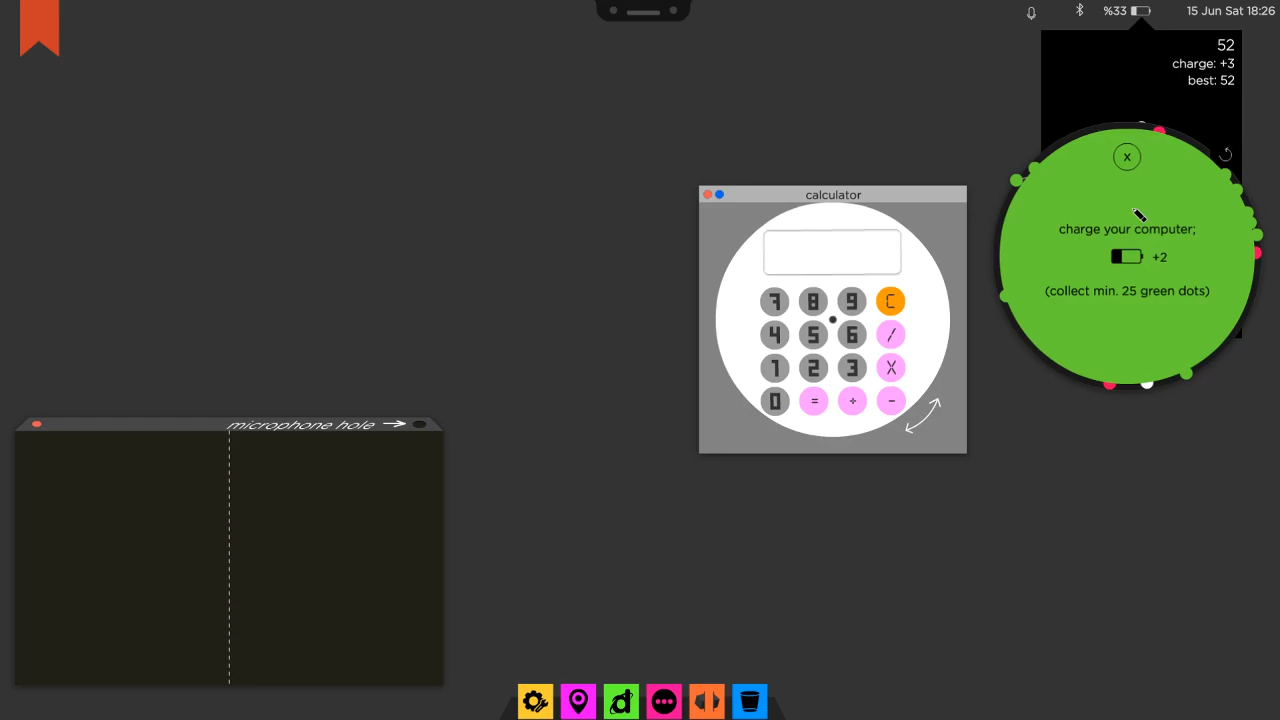 %33
15 Jun Sat 18:26
52
charge: +3
best: 52
x
charge your computer;
+2
(collect min. 25 green dots)
calculator
7 8 9 C
4 5 6 /
1 2 3 X
0 = ÷ -
microphone hole
d